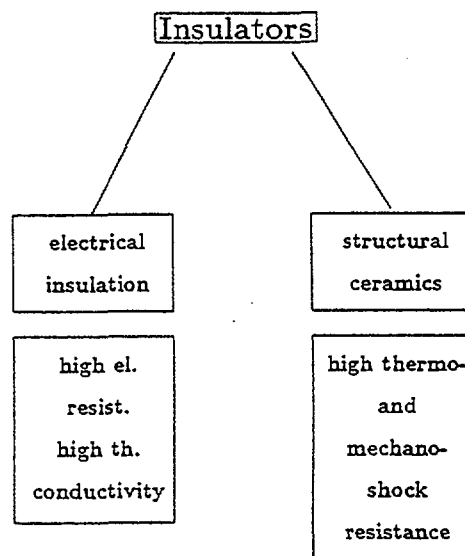 Insulators
electrical
insulation
high el.
resist.
high th.
conductivity
structural
ceramics
high thermo-
and
mechano-
shock
resistance